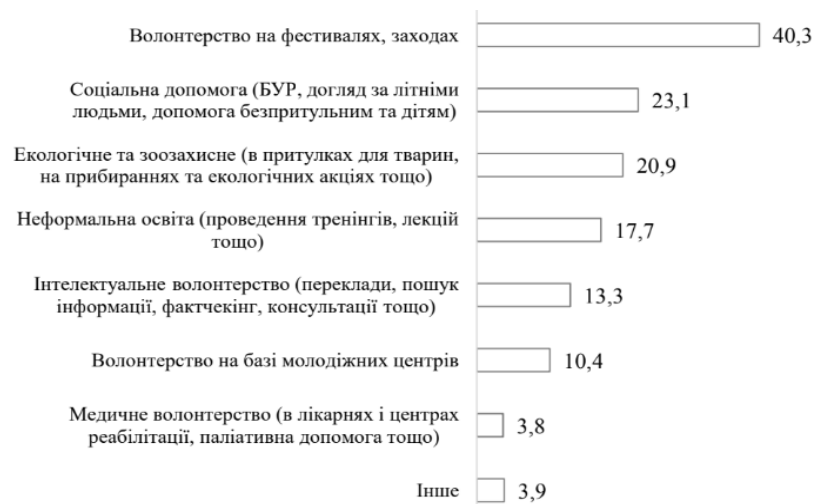 Волонтерство на фестивалях, заходах
40,3
Соціальна допомога (БУР, догляд за літніми
людьми, допомога безпритульним та дітям)
23,1
Екологічне та зоозахисне (в притулках для тварин,
на прибираннях та екологічних акціях тощо)
20,9
Неформальна освіта (проведення тренінгів, лекцій
тощо)
17,7
Інтелектуальне волонтерство (переклади, пошук
інформації, фактчекінг, консультації тощо)
13,3
Волонтерство на базі молодіжних центрів
10,4
Медичне волонтерство (в лікарнях і центрах
реабілітації, паліативна допомога тощо)
3,8
Інше
3,9